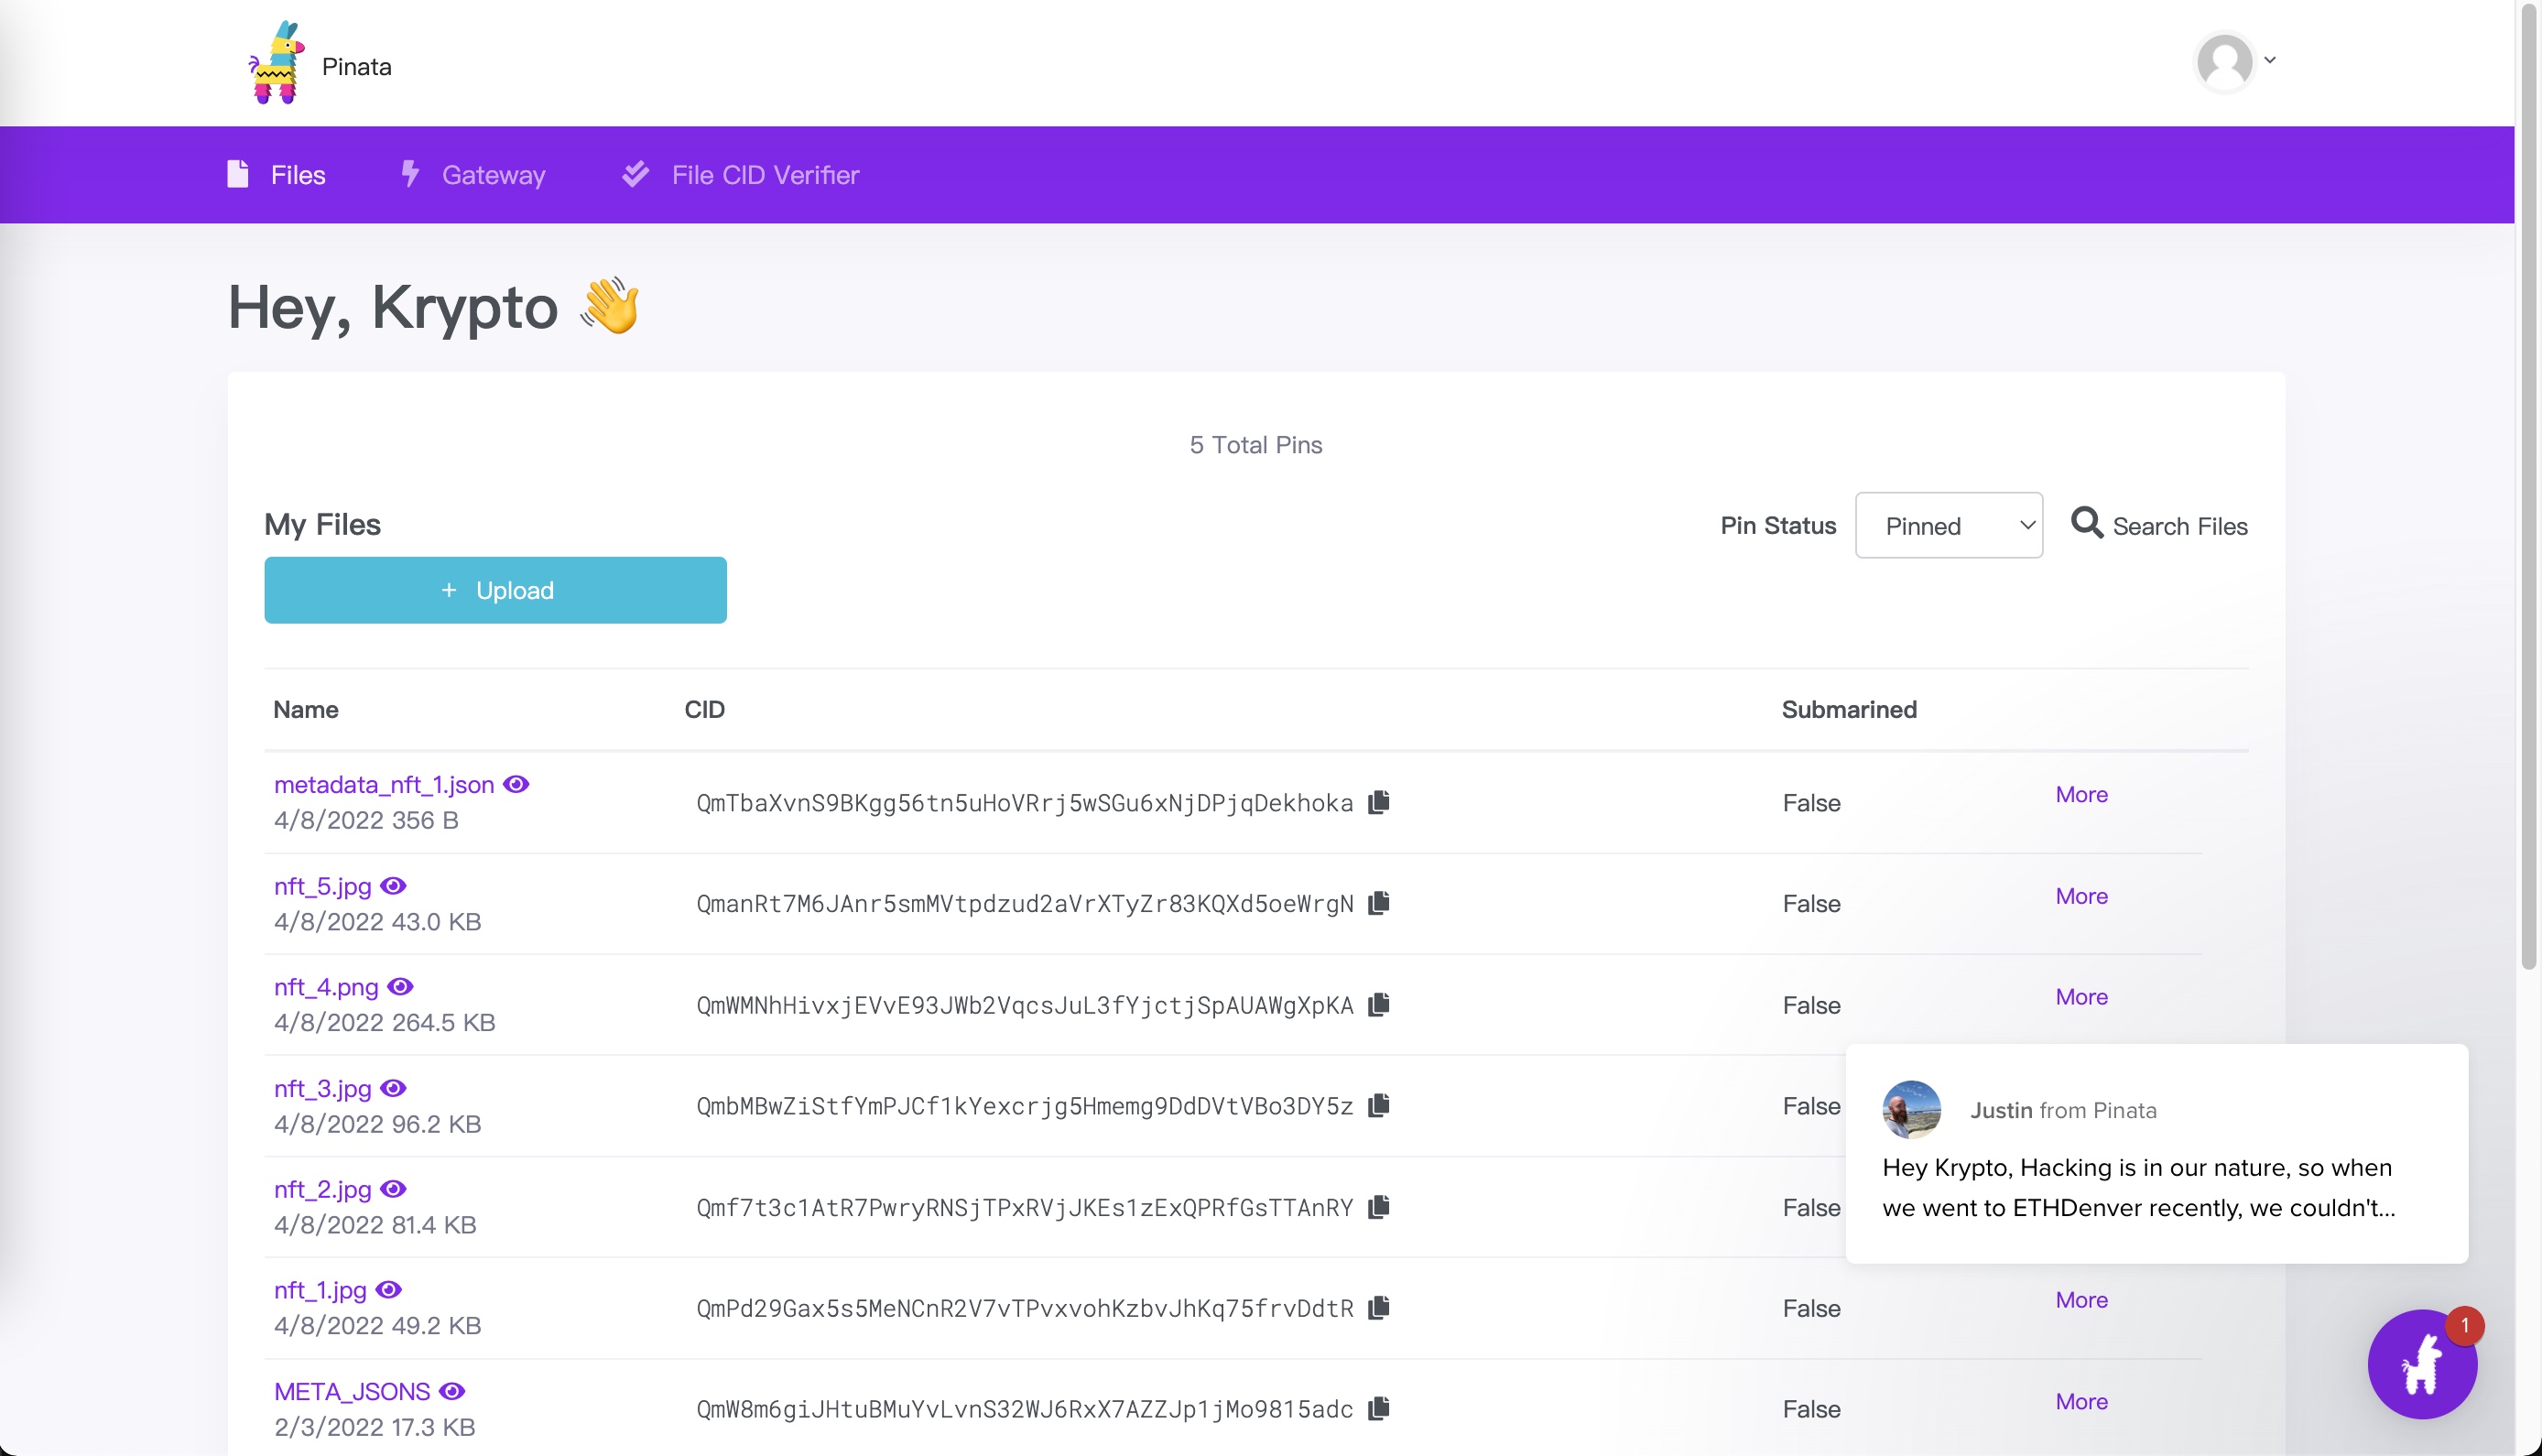 Pinata
Files
Gateway
File CID Verifier
Hey, Krypto 👋
5 Total Pins
My Files
Pin Status
Pinned
Search Files
+ Upload
Name CID Submarined
metadata_nft_1.json
4/8/2022 356 B
QmTbaXvnS9BKgg56tn5uHoVRrj5wSGu6xNjDPjqDekhoka
False
More
nft_5.jpg
4/8/2022 43.0 KB
QmanRt7M6JAnr5smMVtpdzud2aVrXTyZr83KQXd5oeWrgN
False
More
nft_4.png
4/8/2022 264.5 KB
QmWMNhHivxjEVvE93JWb2VqcsJuL3fYjctjSpAUAWgXpKA
False
More
nft_3.jpg
4/8/2022 96.2 KB
QmbMBwZiStfYmPJCf1kYexcrjg5Hmemg9DdDVtVBo3DY5z
False
nft_2.jpg
4/8/2022 81.4 KB
Qmf7t3c1AtR7PwryRNSjTPxRVjJKEs1zExQPRfGsTTAnRY
False
Justin from Pinata
Hey Krypto, Hacking is in our nature, so when
we went to ETHDenver recently, we couldn't...
nft_1.jpg
4/8/2022 49.2 KB
QmPd29Gax5s5MeNCnR2V7vTPvxvohKzbvJhKq75frvDdtR
False
More
1
META_JSONS
2/3/2022 17.3 KB
QmW8m6giJHtuBMuYvLvnS32WJ6RxX7AZZJp1jMo9815adc
False
More